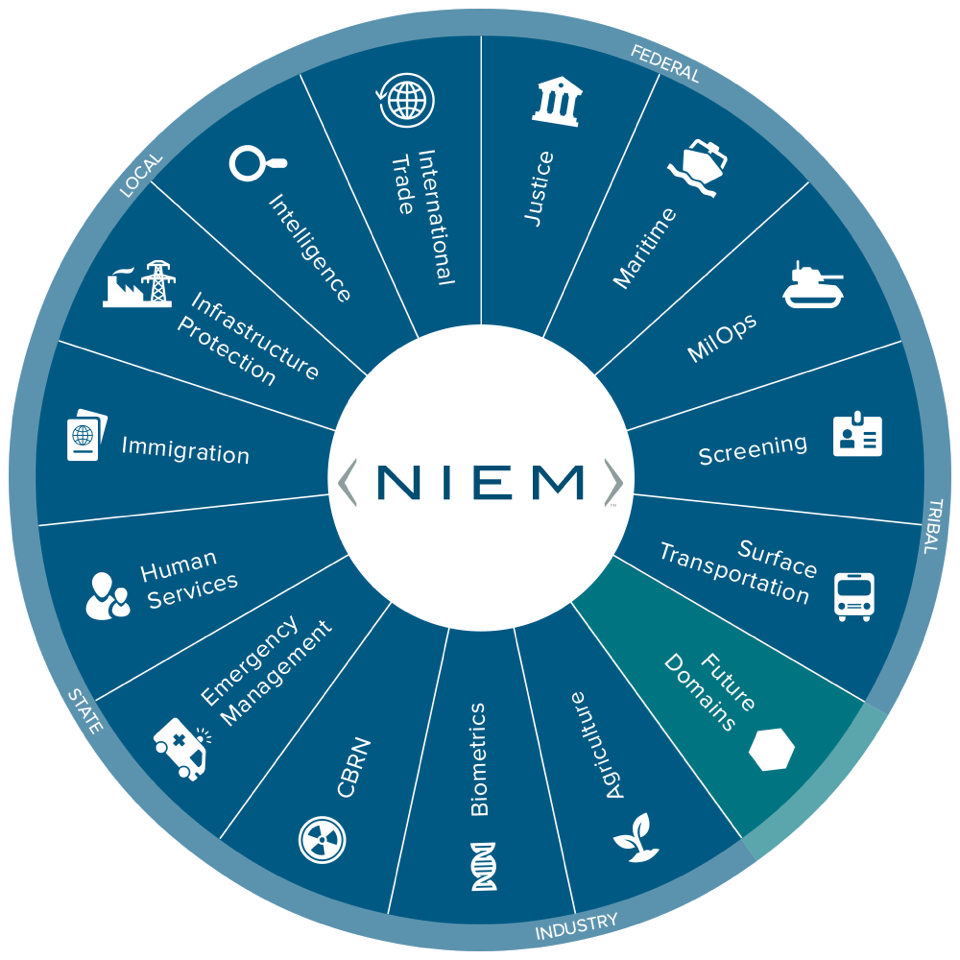 FEDERAL
Justice
Maritime
MilOps
Screening
TRIBAL
Surface
Transportation
Future
Domains
Agriculture
INDUSTRY
Biometrics
CBRN
Emergency
Management
STATE
Human
Services
Immigration
Infrastructure
Protection
LOCAL
Intelligence
International
Trade
NIEM